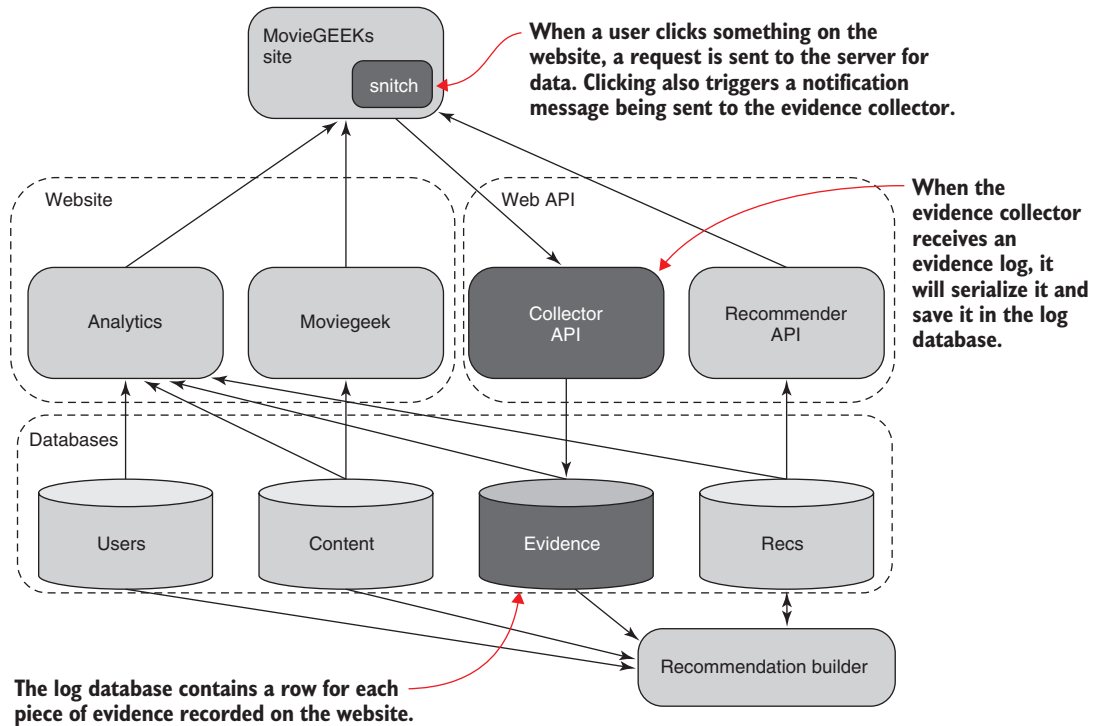 MovieGEEKs
site
snitch
When a user clicks something on the
website, a request is sent to the server for
data. Clicking also triggers a notification
message being sent to the evidence collector.
Website
Web API
When the
evidence collector
receives an
evidence log, it
will serialize it and
save it in the log
database.
Analytics
Moviegeek
Collector
API
Recommender
API
Databases
Users
Content
Evidence
Recs
Recommendation builder
The log database contains a row for each
piece of evidence recorded on the website.